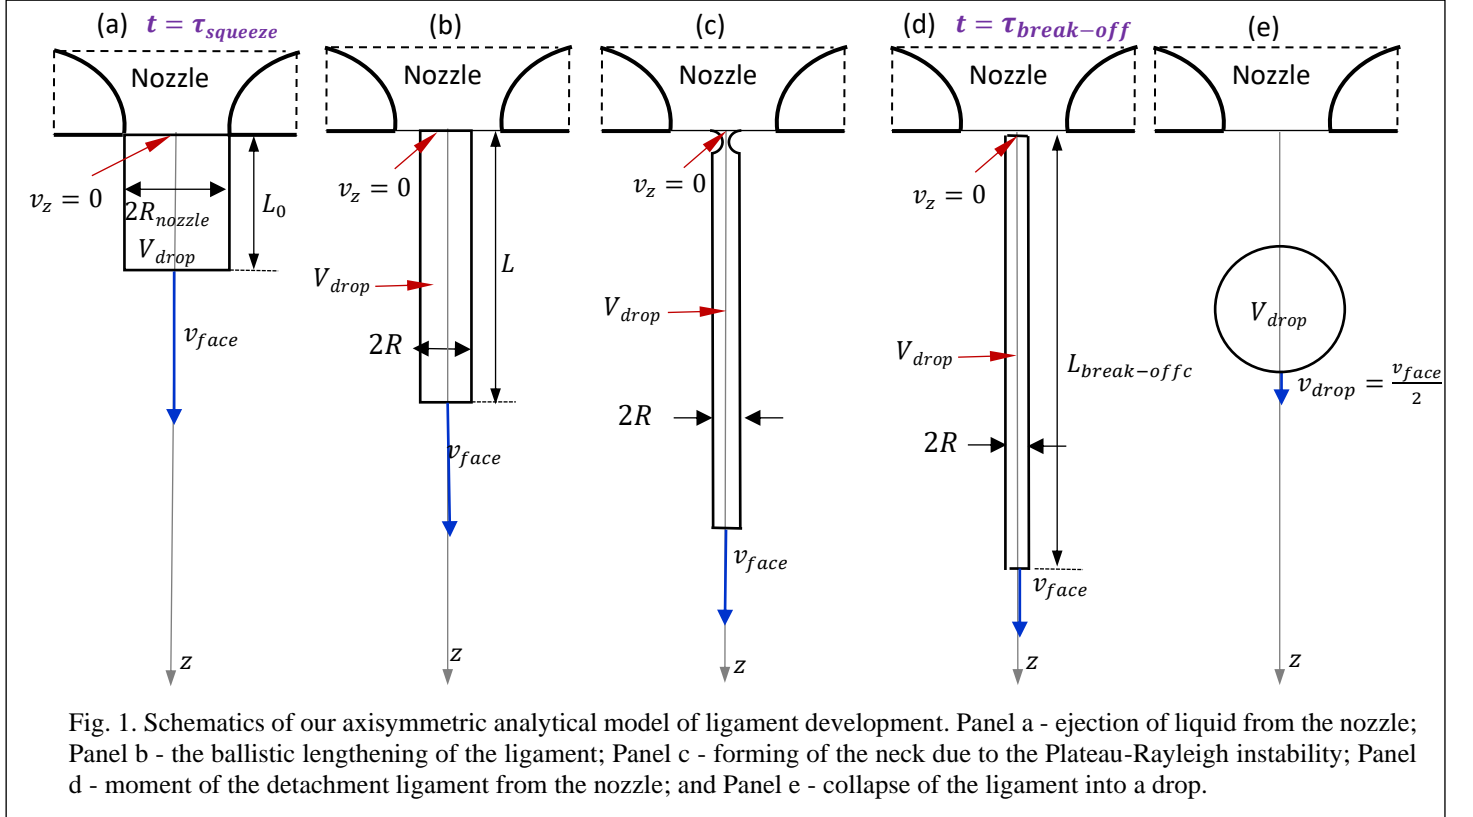 (a) t = τ_squeeze
Nozzle
v_z = 0
2R_nozzle
L_0
V_drop
v_face
z
(b)
Nozzle
v_z = 0
L
V_drop
2R
v_face
z
(c)
Nozzle
v_z = 0
V_drop
2R
v_face
z
(d) t = τ_break−off
Nozzle
v_z = 0
V_drop
L_break−offc
2R
v_face
z
(e)
Nozzle
V_drop
v_drop = v_face/2
z
Fig. 1. Schematics of our axisymmetric analytical model of ligament development. Panel a - ejection of liquid from the nozzle;
Panel b - the ballistic lengthening of the ligament; Panel c - forming of the neck due to the Plateau-Rayleigh instability; Panel
d - moment of the detachment ligament from the nozzle; and Panel e - collapse of the ligament into a drop.